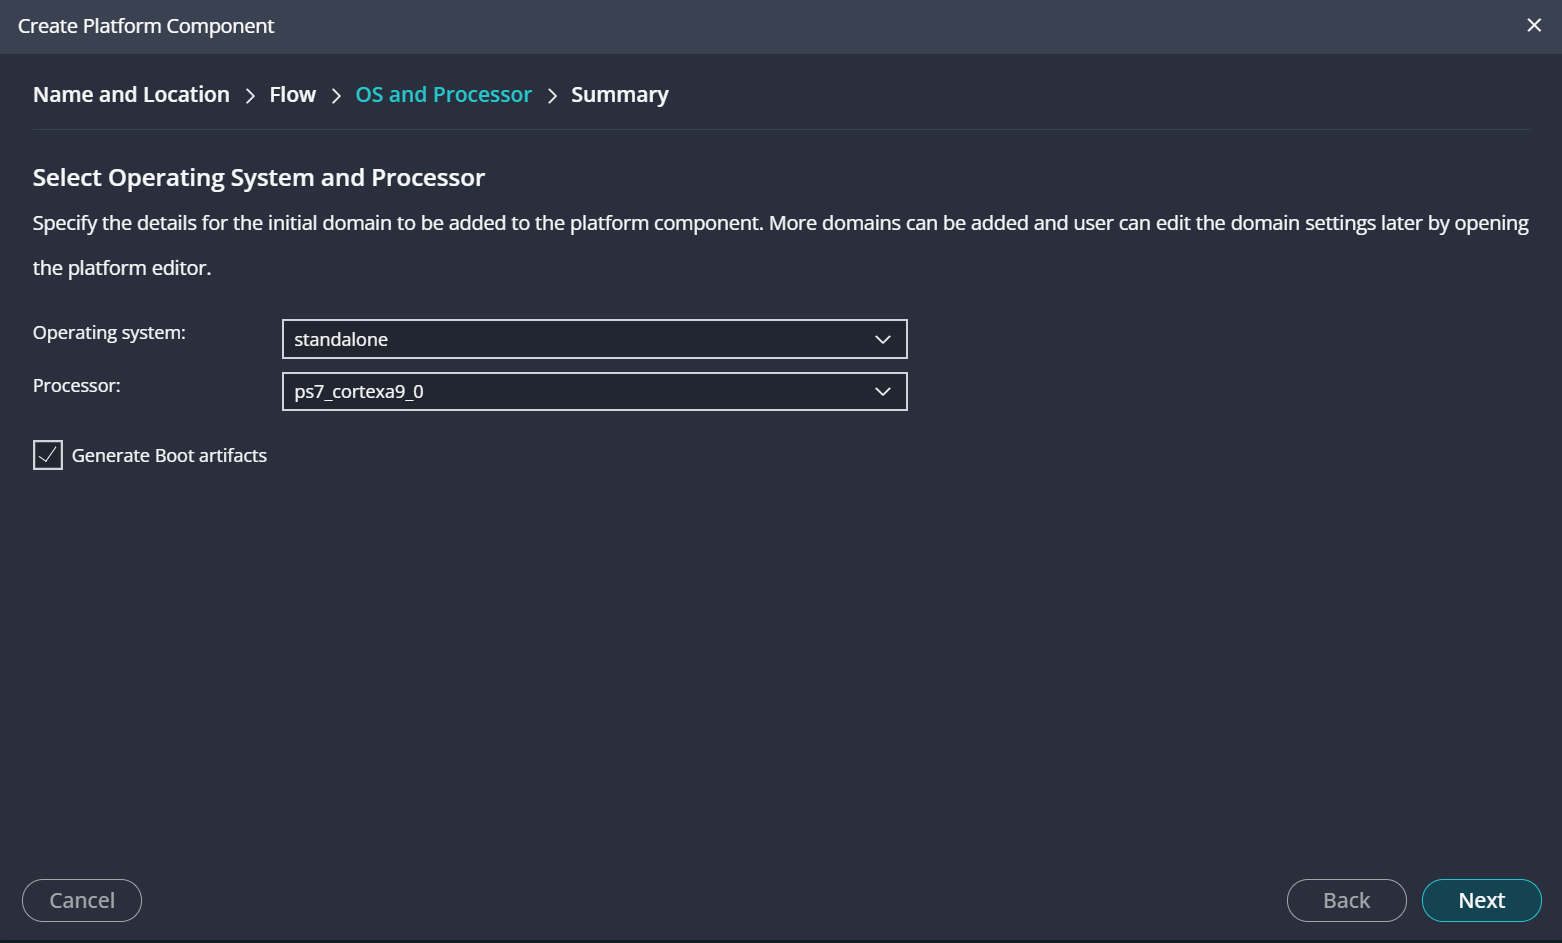 Create Platform Component
Name and Location > Flow > OS and Processor > Summary
Select Operating System and Processor
Specify the details for the initial domain to be added to the platform component. More domains can be added and user can edit the domain settings later by opening
the platform editor.
Operating system: standalone
Processor: ps7_cortexa9_0
Generate Boot artifacts
Cancel Back Next